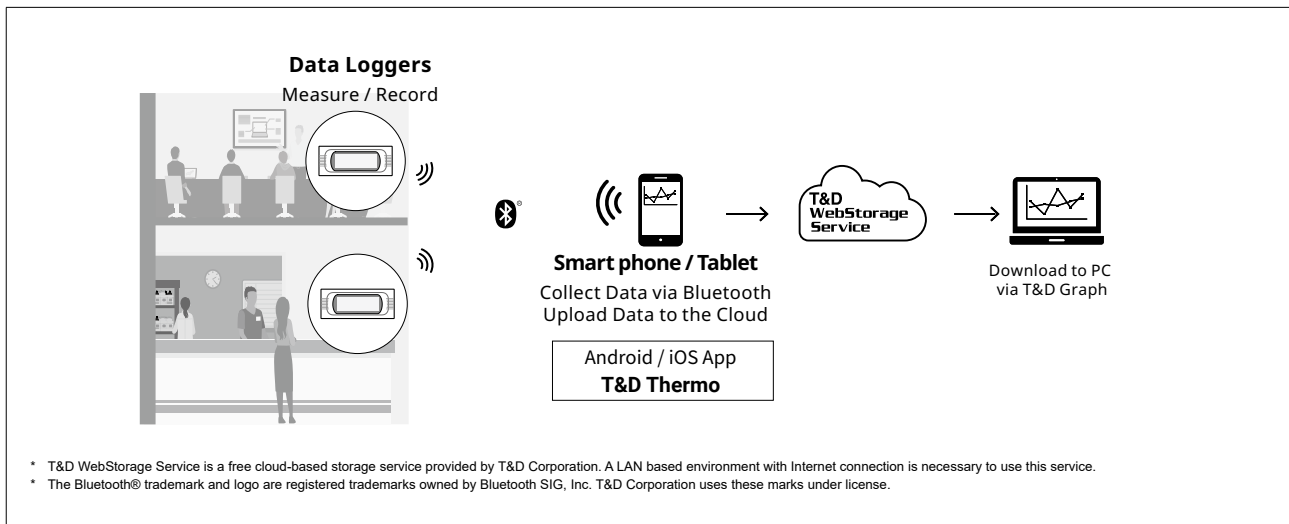 Data Loggers
Measure / Record
T&D
WebStorage
Service
Smart phone / Tablet
Collect Data via Bluetooth
Upload Data to the Cloud
Android / iOS App
T&D Thermo
Download to PC
via T&D Graph
* T&D WebStorage Service is a free cloud-based storage service provided by T&D Corporation. A LAN based environment with Internet connection is necessary to use this service.
* The Bluetooth® trademark and logo are registered trademarks owned by Bluetooth SIG, Inc. T&D Corporation uses these marks under license.